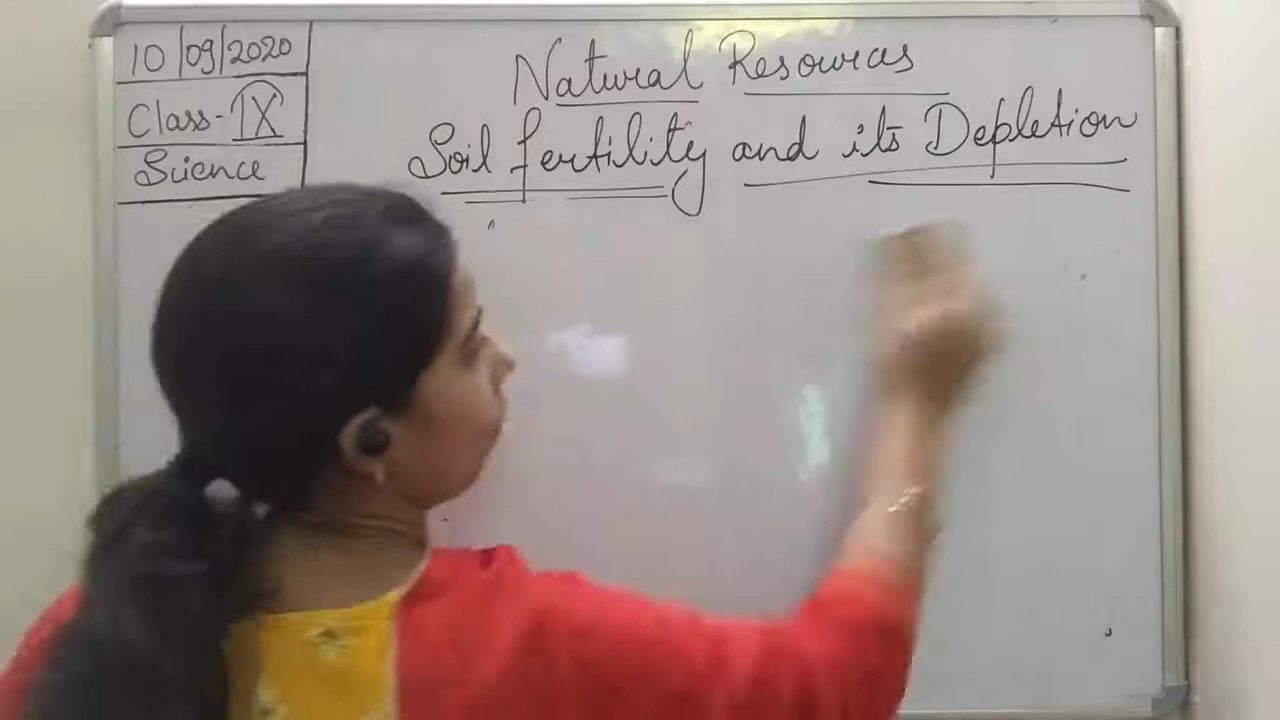 10/09/2020
Class-IX
Science
Natural Resources
Soil fertility and its Depletion